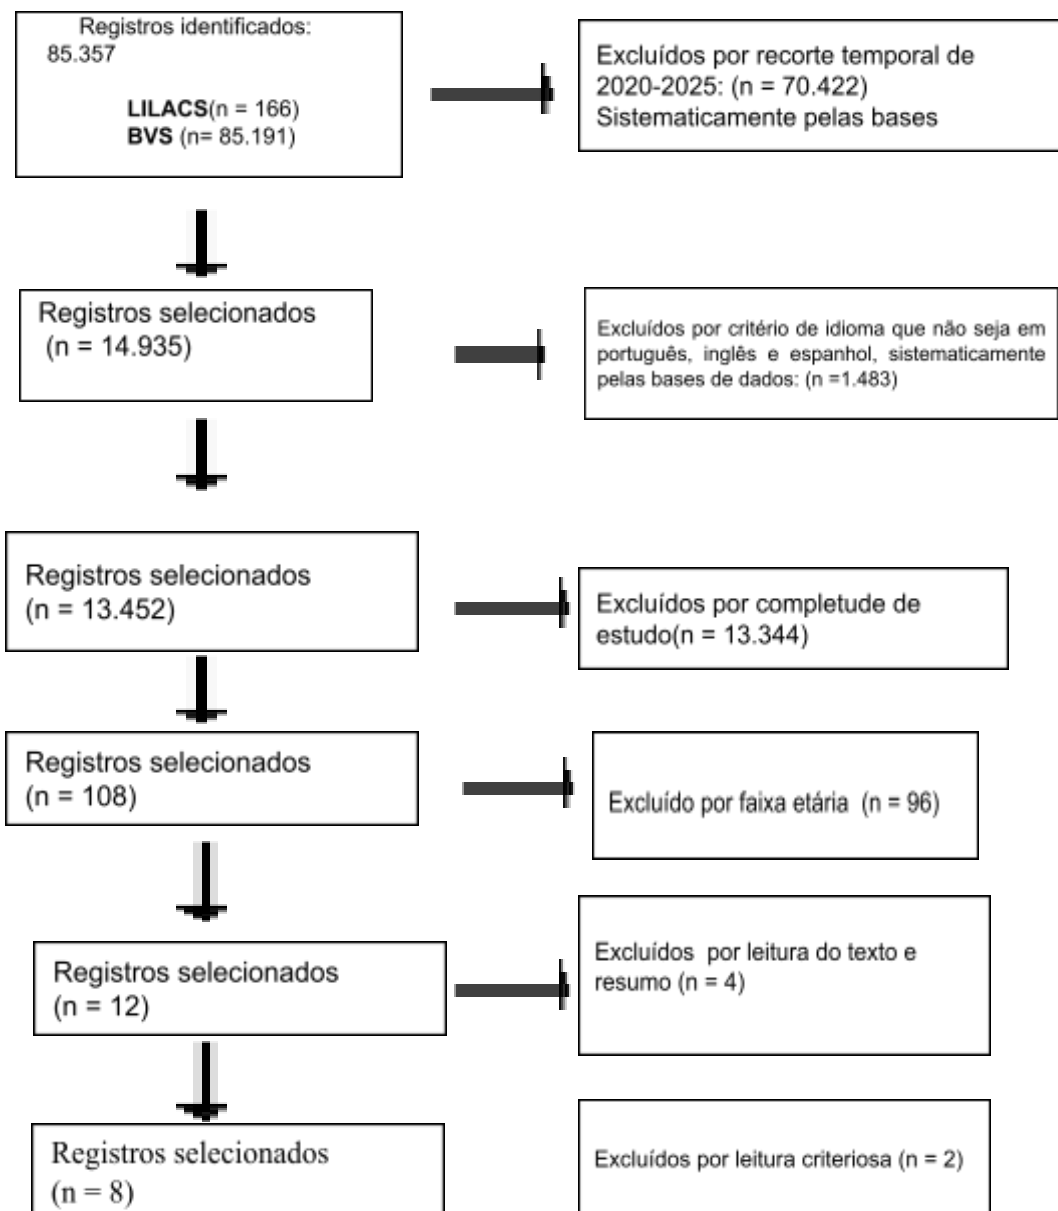 Registros identificados:
85.357
LILACS(n = 166)
BVS (n= 85.191)
Excluídos por recorte temporal de
2020-2025: (n = 70.422)
Sistematicamente pelas bases
Registros selecionados
(n = 14.935)
Excluídos por critério de idioma que não seja em
português, inglês e espanhol, sistematicamente
pelas bases de dados: (n =1.483)
Registros selecionados
(n = 13.452)
Excluídos por completude de
estudo(n = 13.344)
Registros selecionados
(n = 108)
Excluído por faixa etária (n = 96)
Registros selecionados
(n = 12)
Excluídos por leitura do texto e
resumo (n = 4)
Registros selecionados
(n = 8)
Excluídos por leitura criteriosa (n = 2)